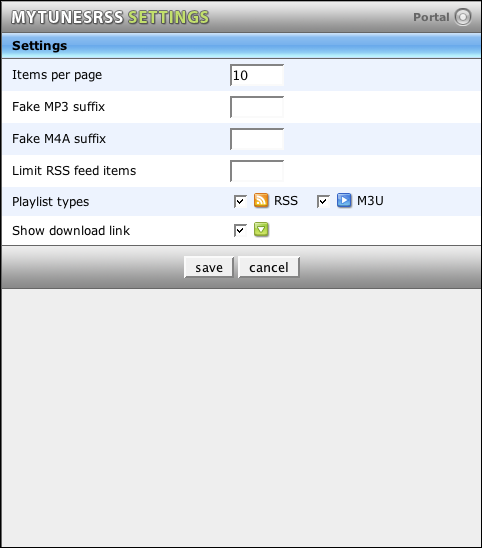 MYTUNESRSS SETTINGS Portal
Settings
Items per page 10
Fake MP3 suffix
Fake M4A suffix
Limit RSS feed items
Playlist types RSS M3U
Show download link
save cancel